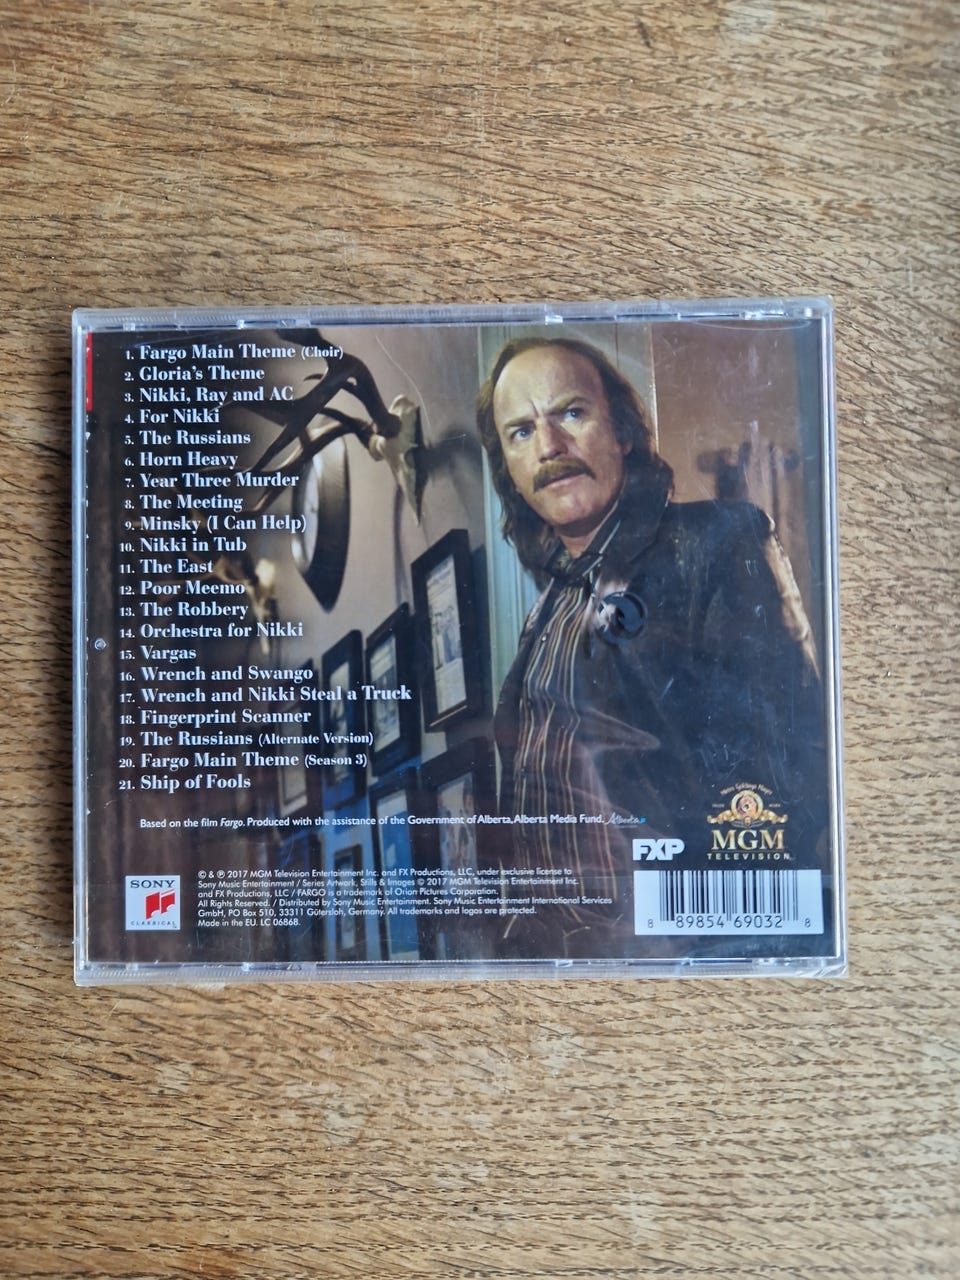 1. Fargo Main Theme (Choir)
2. Gloria's Theme
3. Nikki, Ray and AC
4. For Nikki
5. The Russians
6. Horn Heavy
7. Year Three Murder
8. The Meeting
9. Minsky (I Can Help)
10. Nikki in Tub
11. The East
12. Poor Meemo
13. The Robbery
14. Orchestra for Nikki
15. Vargas
16. Wrench and Swango
17. Wrench and Nikki Steal a Truck
18. Fingerprint Scanner
19. The Russians (Alternate Version)
20. Fargo Main Theme (Season 3)
21. Ship of Fools
Based on the film Fargo. Produced with the assistance of the Government of Alberta, Alberta Media Fund. Alberta
FXP
MGM
TELEVISION
SONY
CLASSICAL
© & ℗ 2017 MGM Television Entertainment Inc. and FX Productions, LLC, under exclusive license to
Sony Music Entertainment / Series Artwork, Stills & Images © 2017 MGM Television Entertainment Inc.
and FX Productions, LLC / FARGO is a trademark of Orion Pictures Corporation.
All Rights Reserved. / Distributed by Sony Music Entertainment. Sony Music Entertainment International Services
GmbH, PO Box 510, 33311 Gütersloh, Germany. All trademarks and logos are protected.
Made in the EU. LC 06868.
8 89854 69032 8